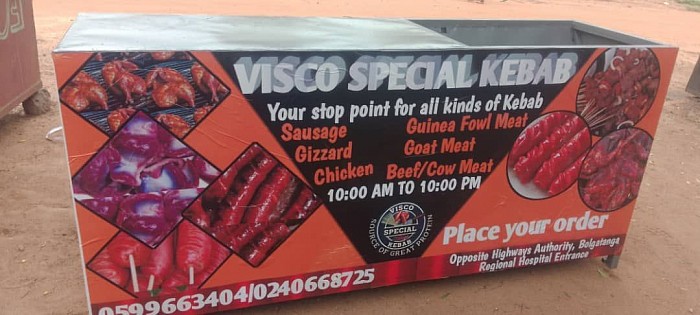 VISCO SPECIAL KEBAB
Your stop point for all kinds of Kebab
Sausage
Gizzard
Chicken
Guinea Fowl Meat
Goat Meat
Beef/Cow Meat
10:00 AM TO 10:00 PM
VISCO
SPECIAL
KEBAB
SOURCE OF GREAT PROTEIN
Place your order
Opposite Highways Authority, Bolgatanga
Regional Hospital Entrance
0599663404/0240668725